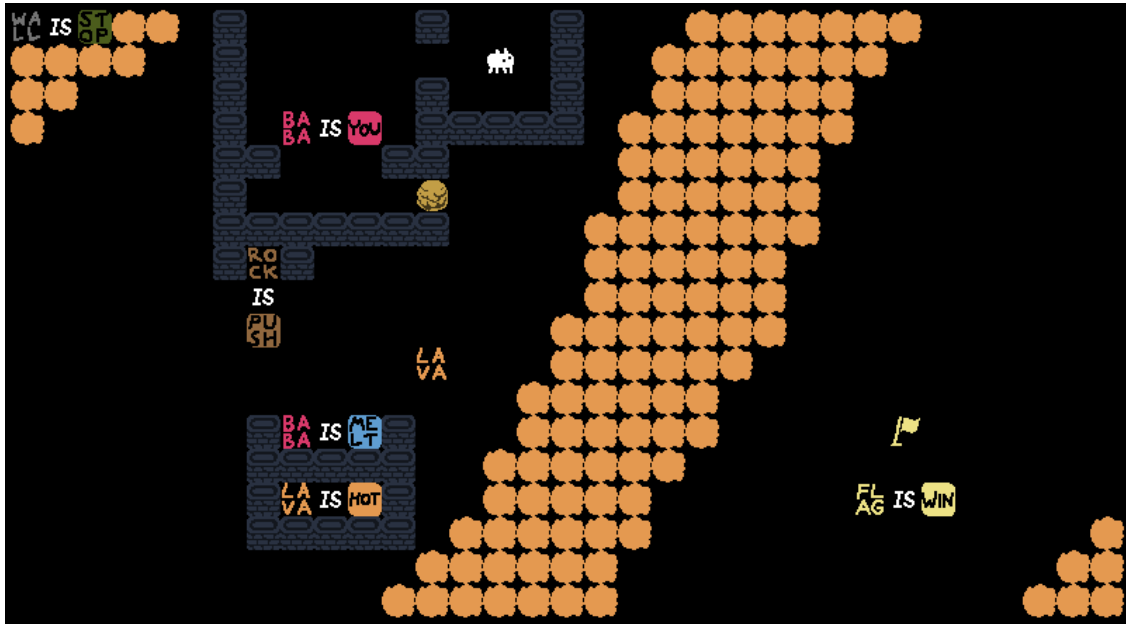 WALL IS STOP
BABA IS YOU
ROCK
IS
PUSH
LAVA
BABA IS MELT
LAVA IS HOT
FLAG IS WIN